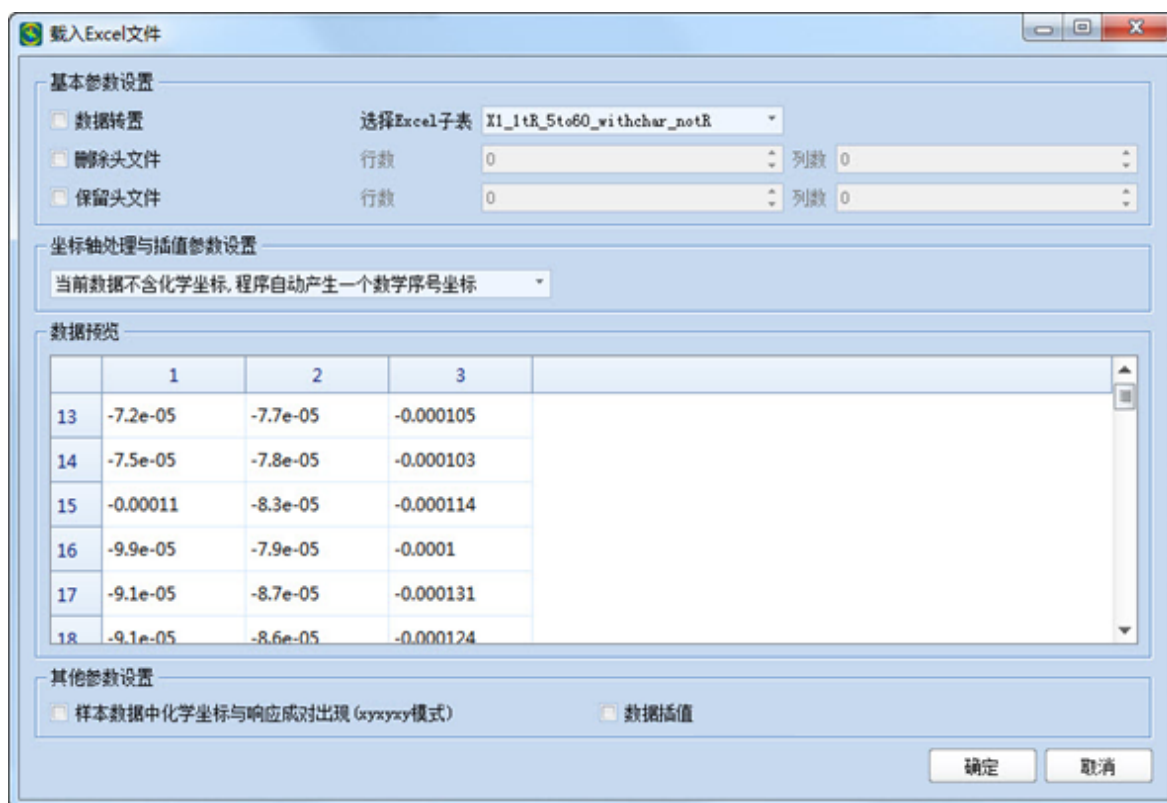 载入Excel文件
基本参数设置
数据转置 选择Excel子表 X1_1tR_5to60_withchar_notR
删除头文件 行数 0 列数 0
保留头文件 行数 0 列数 0
坐标轴处理与插值参数设置
当前数据不含化学坐标,程序自动产生一个数学序号坐标
数据预览
1 2 3
13 -7.2e-05 -7.7e-05 -0.000105
14 -7.5e-05 -7.8e-05 -0.000103
15 -0.00011 -8.3e-05 -0.000114
16 -9.9e-05 -7.9e-05 -0.0001
17 -9.1e-05 -8.7e-05 -0.000131
18 -9.1e-05 -8.6e-05 -0.000124
其他参数设置
样本数据中化学坐标与响应成对出现(xyxyxy模式) 数据插值
确定 取消